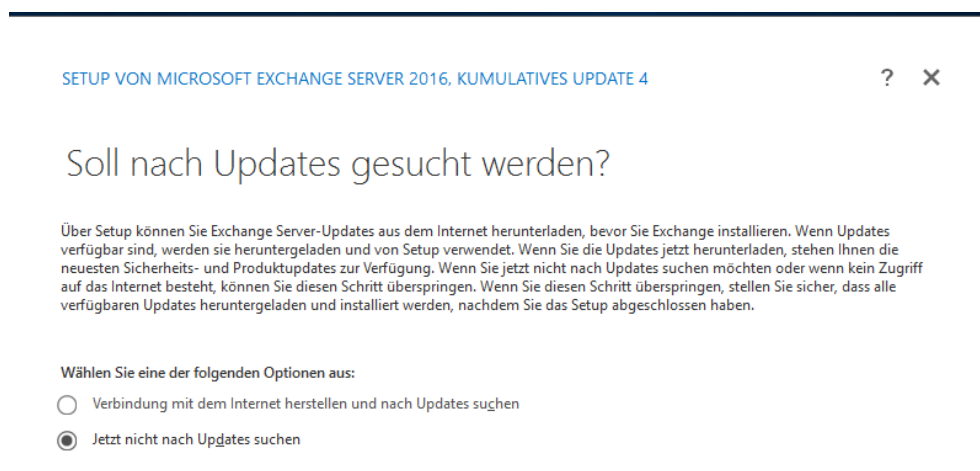 SETUP VON MICROSOFT EXCHANGE SERVER 2016, KUMULATIVES UPDATE 4
?
Soll nach Updates gesucht werden?
Über Setup können Sie Exchange Server-Updates aus dem Internet herunterladen, bevor Sie Exchange installieren. Wenn Updates
verfügbar sind, werden sie heruntergeladen und von Setup verwendet. Wenn Sie die Updates jetzt herunterladen, stehen Ihnen die
neuesten Sicherheits- und Produktupdates zur Verfügung. Wenn Sie jetzt nicht nach Updates suchen möchten oder wenn kein Zugriff
auf das Internet besteht, können Sie diesen Schritt überspringen. Wenn Sie diesen Schritt überspringen, stellen Sie sicher, dass alle
verfügbaren Updates heruntergeladen und installiert werden, nachdem Sie das Setup abgeschlossen haben.
Wählen Sie eine der folgenden Optionen aus:
Verbindung mit dem Internet herstellen und nach Updates suchen
Jetzt nicht nach Updates suchen